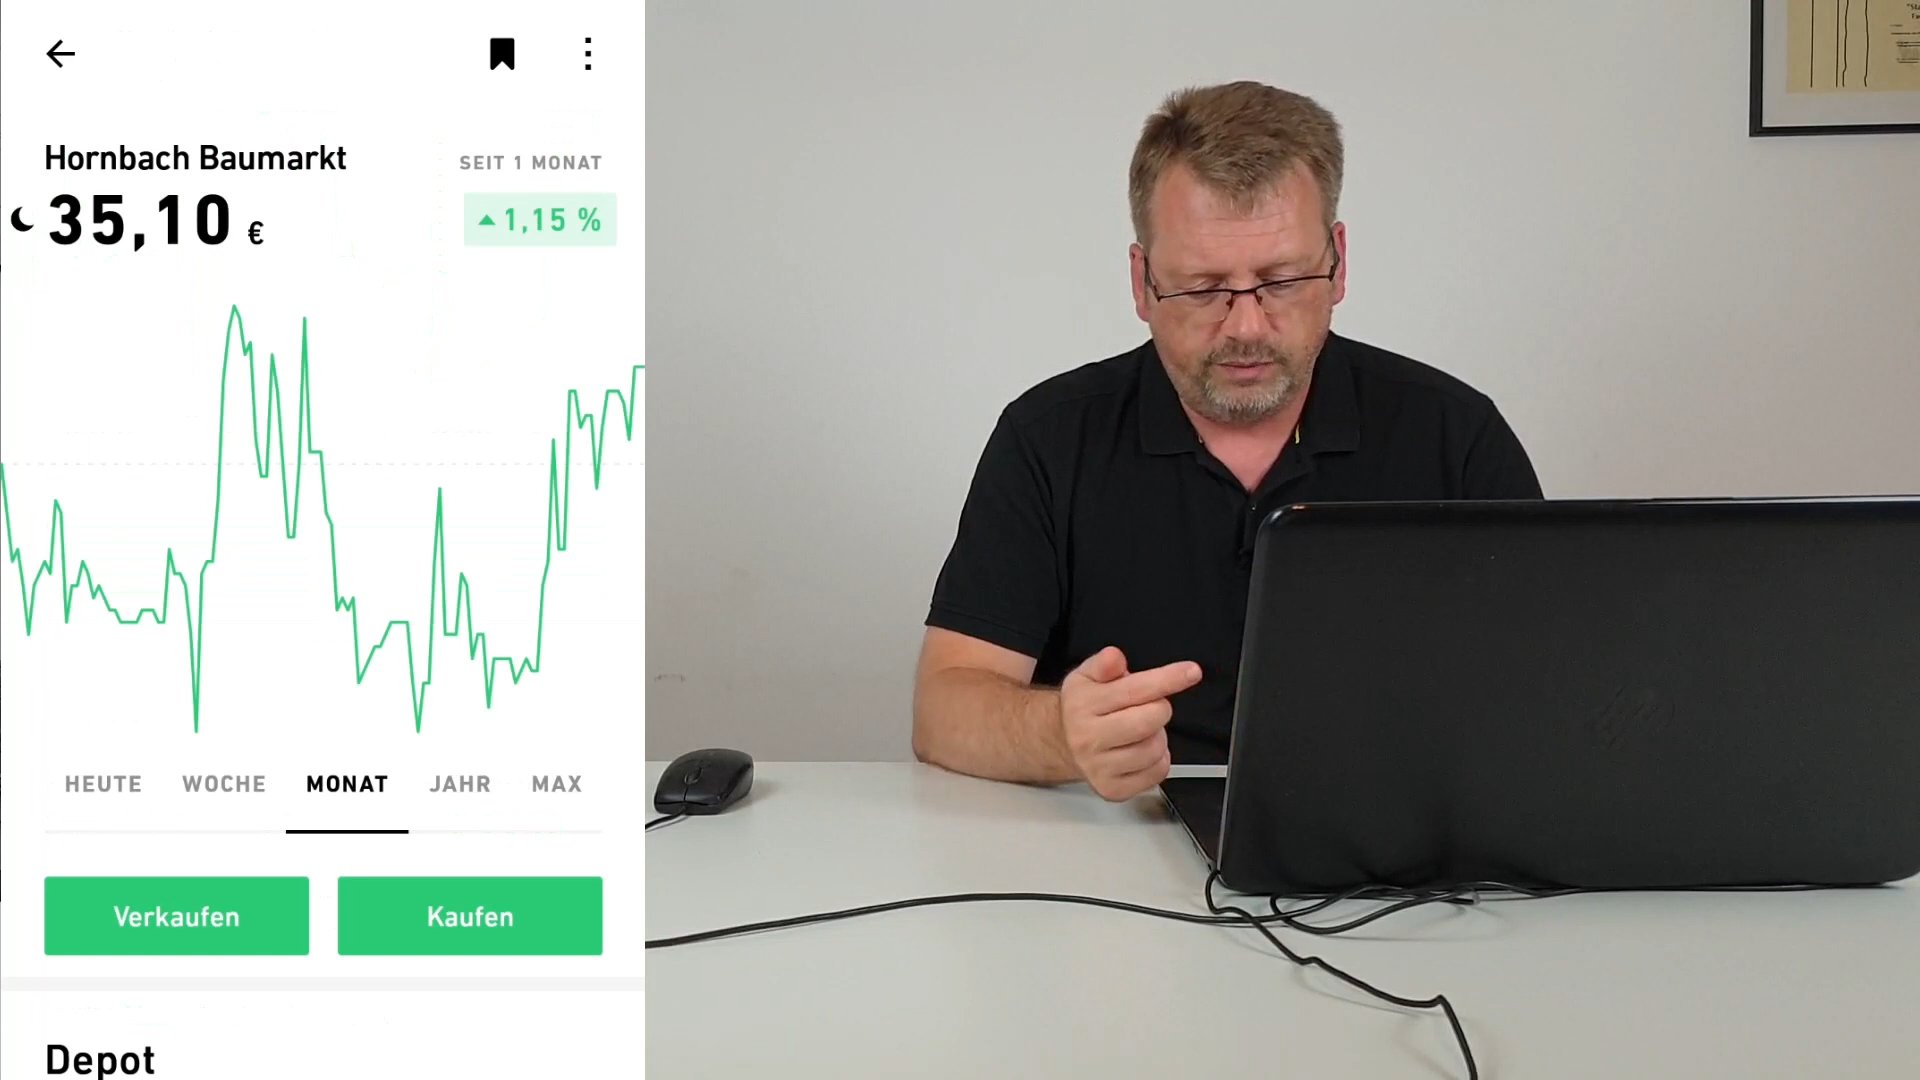 Hornbach Baumarkt
SEIT 1 MONAT
35,10 €
1,15 %
HEUTE WOCHE MONAT JAHR MAX
Verkaufen Kaufen
Depot